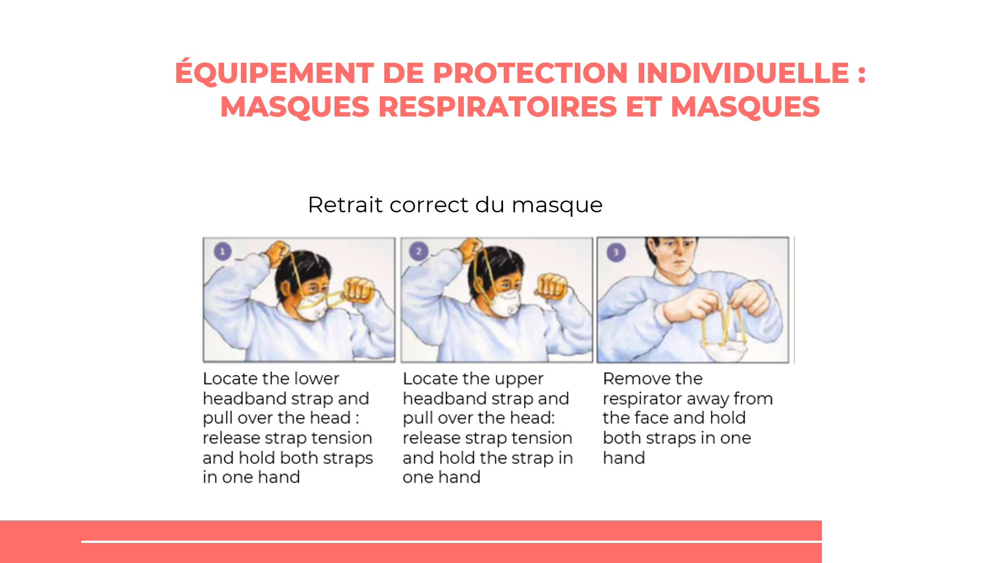 ÉQUIPEMENT DE PROTECTION INDIVIDUELLE :
MASQUES RESPIRATOIRES ET MASQUES
Retrait correct du masque
1
2
3
Locate the lower
headband strap and
pull over the head :
release strap tension
and hold both straps
in one hand
Locate the upper
headband strap and
pull over the head:
release strap tension
and hold the strap in
one hand
Remove the
respirator away from
the face and hold
both straps in one
hand